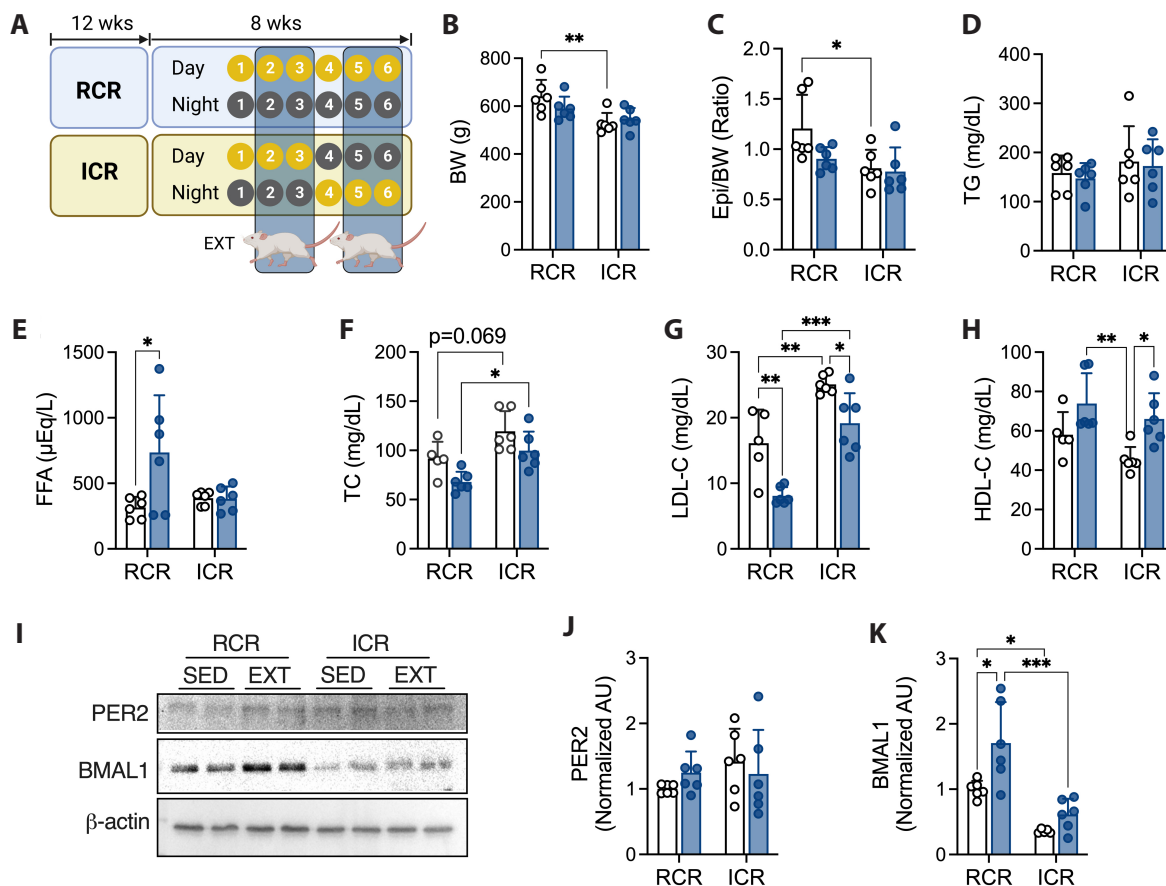 A
12 wks
8 wks
RCR
Day
1 2 3 4 5 6
Night
1 2 3 4 5 6
ICR
Day
1 2 3 4 5 6
Night
1 2 3 4 5 6
EXT
B
**
BW (g)
800
600
400
200
0
RCR ICR
C
*
Epi/BW (Ratio)
2.0
1.5
1.0
0.5
0.0
RCR ICR
D
TG (mg/dL)
400
300
200
100
0
RCR ICR
E
*
FFA (µEq/L)
1500
1000
500
0
RCR ICR
F
p=0.069
*
TC (mg/dL)
200
150
100
50
0
RCR ICR
G
***
**
*
**
LDL-C (mg/dL)
30
20
10
0
RCR ICR
H
**
*
HDL-C (mg/dL)
100
80
60
40
20
0
RCR ICR
I
RCR ICR
SED EXT SED EXT
PER2
BMAL1
β-actin
J
PER2
(Normalized AU)
3
2
1
0
RCR ICR
K
*
*
***
BMAL1
(Normalized AU)
3
2
1
0
RCR ICR